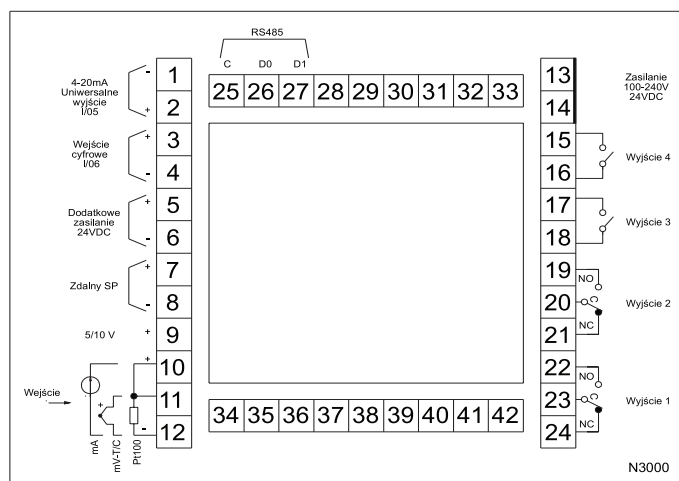 RS485
C D0 D1
25 26 27 28 29 30 31 32 33
4-20mA
Uniwersalne
wyjście
I/05
- 1
+ 2
Wejście
cyfrowe
I/06
+ 3
- 4
Dodatkowe
zasilanie
24VDC
+ 5
- 6
Zdalny SP
+ 7
- 8
5/10 V + 9
Wejście
+ 10
+ 11
- 12
mA
mV-T/C
Pt100
34 35 36 37 38 39 40 41 42
13
14
Zasilanie
100-240V
24VDC
15
16
Wyjście 4
17
18
Wyjście 3
19 NO
20 C
21 NC
Wyjście 2
22 NO
23 C
24 NC
Wyjście 1
N3000